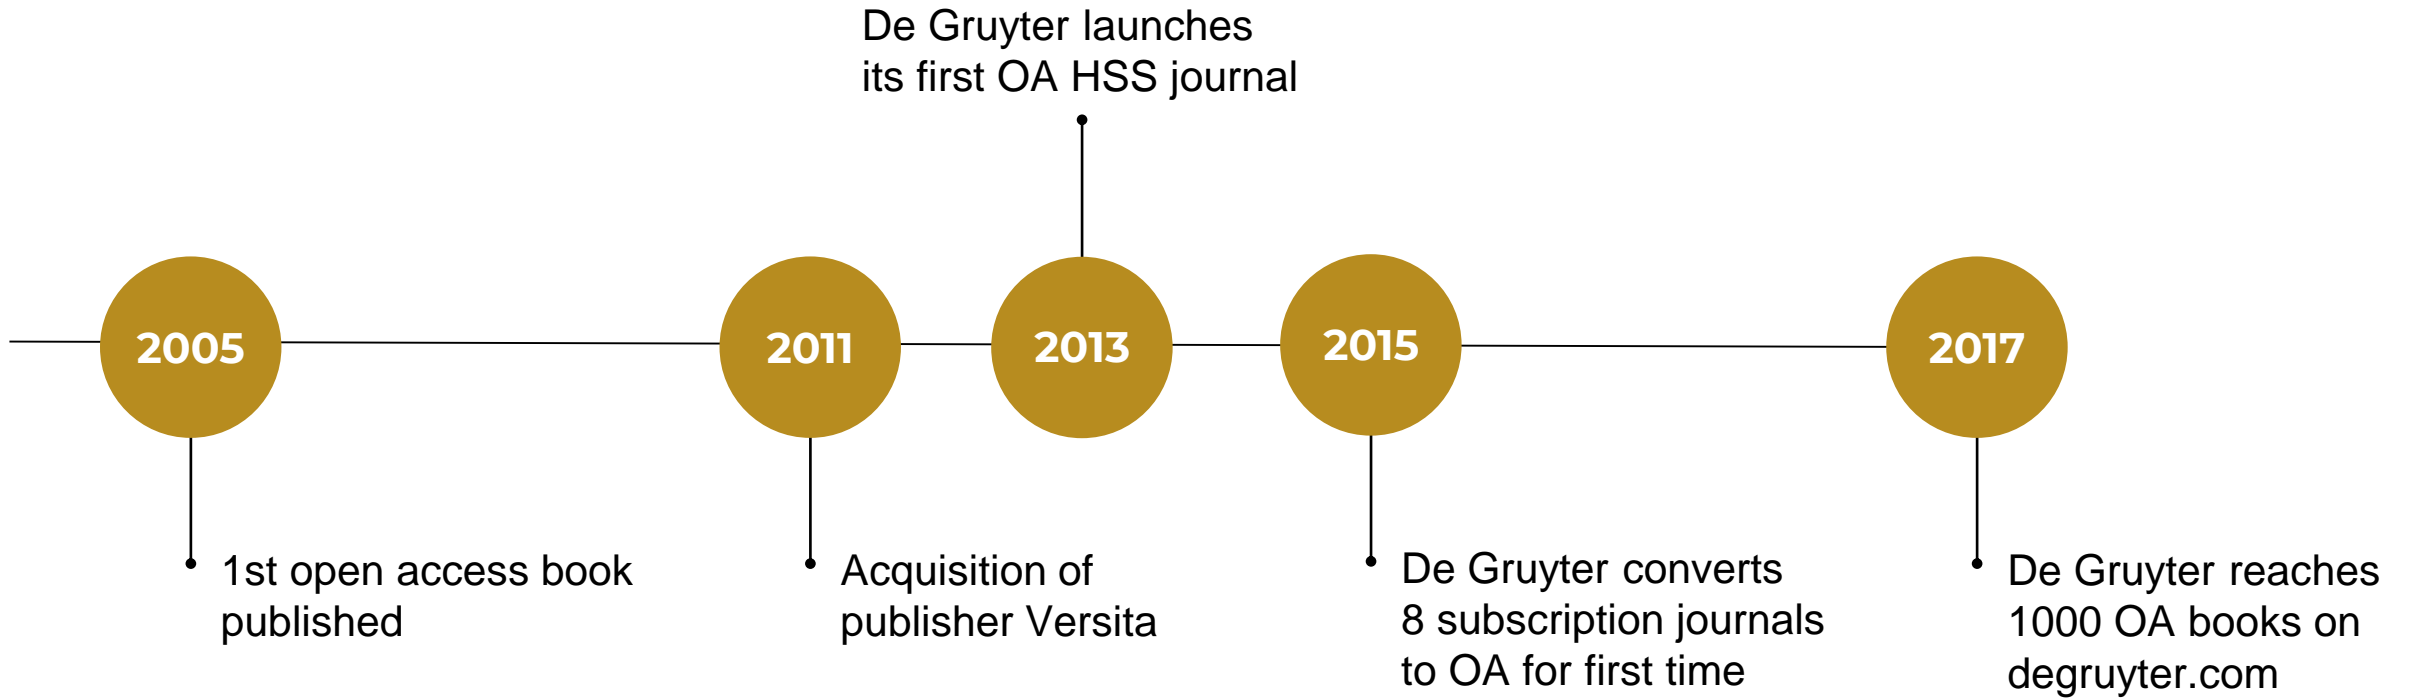 De Gruyter launches
its first OA HSS journal
2005
2011
2013
2015
2017
1st open access book
published
Acquisition of
publisher Versita
De Gruyter converts
8 subscription journals
to OA for first time
De Gruyter reaches
1000 OA books on
degruyter.com